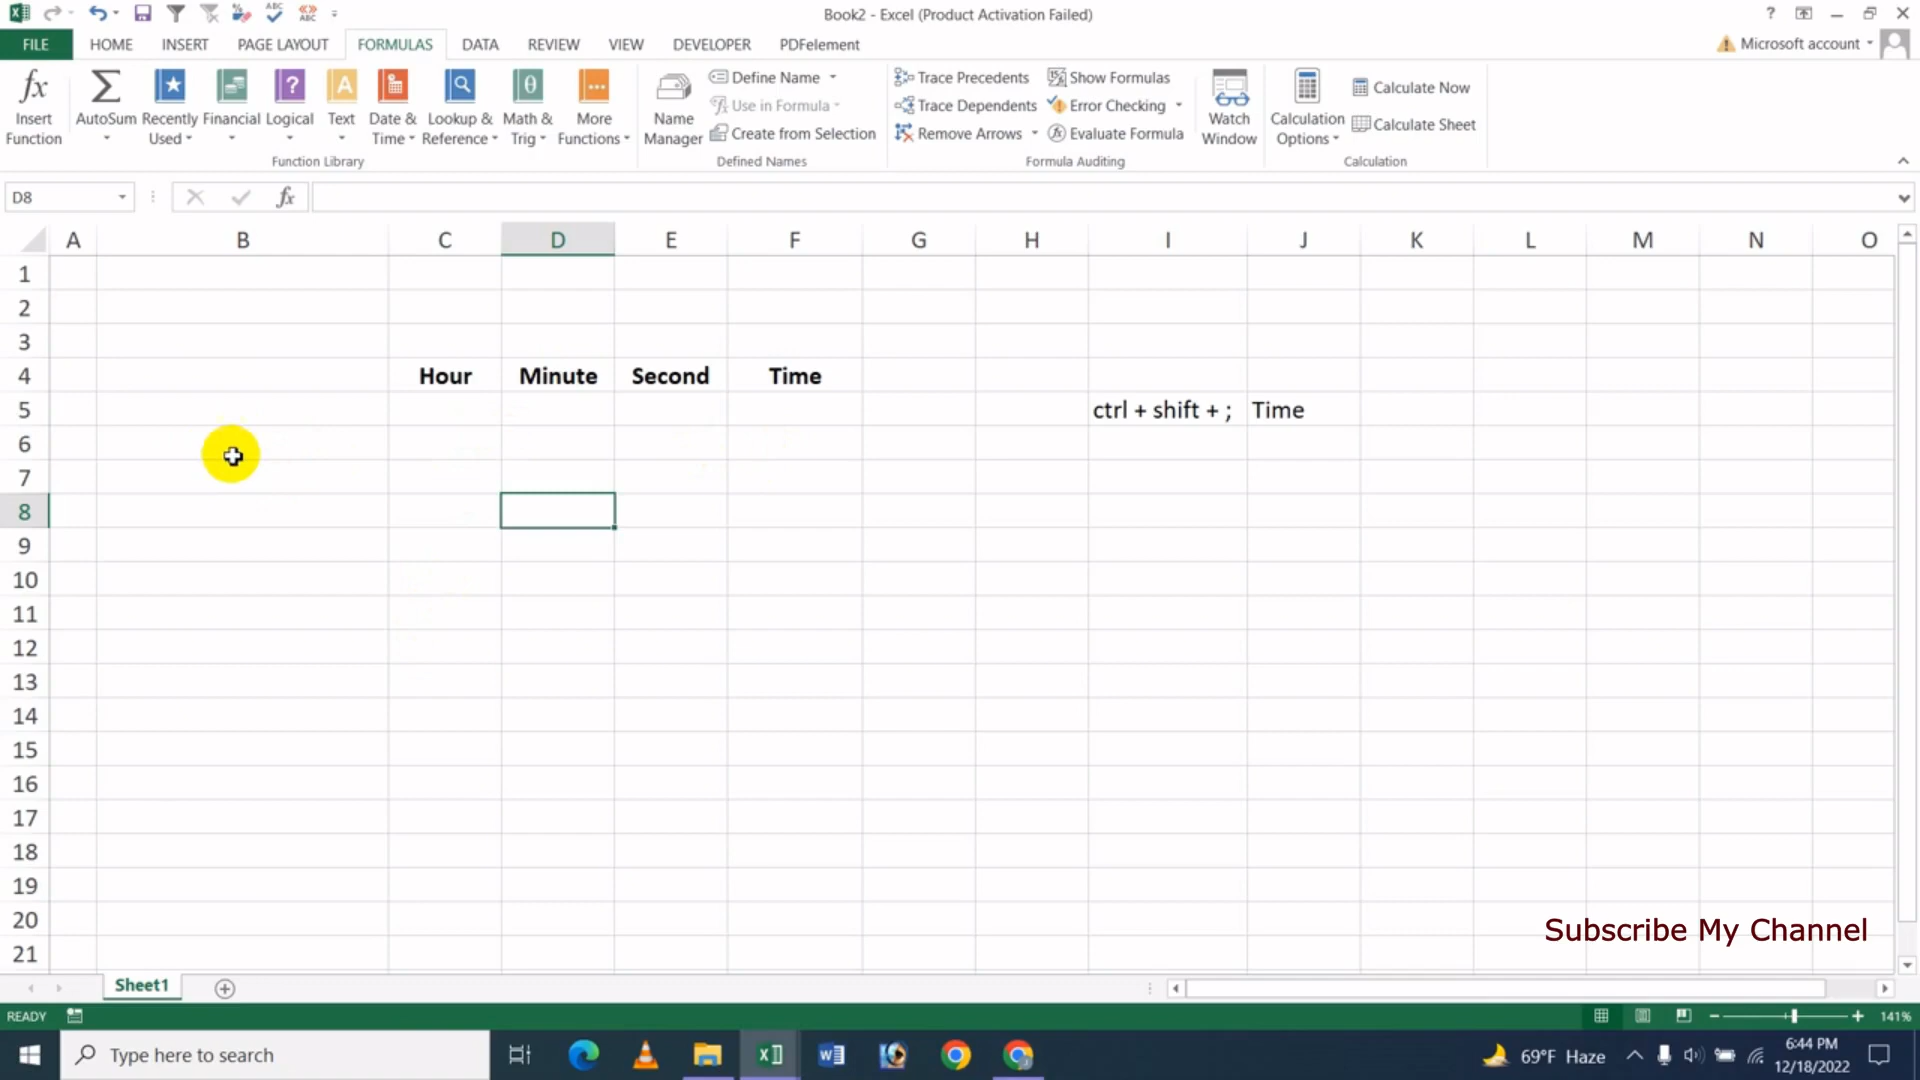 Book2 - Excel (Product Activation Failed)
?
FILE
HOME
INSERT
PAGE LAYOUT
FORMULAS
DATA
REVIEW
VIEW
DEVELOPER
PDFelement
Microsoft account
Insert Function
AutoSum
Recently Used
Financial
Logical
Text
Date & Time
Lookup & Reference
Math & Trig
More Functions
Function Library
Name Manager
Define Name
Use in Formula
Create from Selection
Defined Names
Trace Precedents
Trace Dependents
Remove Arrows
Show Formulas
Error Checking
Evaluate Formula
Formula Auditing
Watch Window
Calculation Options
Calculate Now
Calculate Sheet
Calculation
D8
fx
A B C D E F G H I J K L M N O
1
2
3
4 Hour Minute Second Time
5 ctrl + shift + ; Time
6
7
8
9
10
11
12
13
14
15
16
17
18
19
20
21
Subscribe My Channel
Sheet1
READY
141%
Type here to search
69°F Haze
6:44 PM
12/18/2022